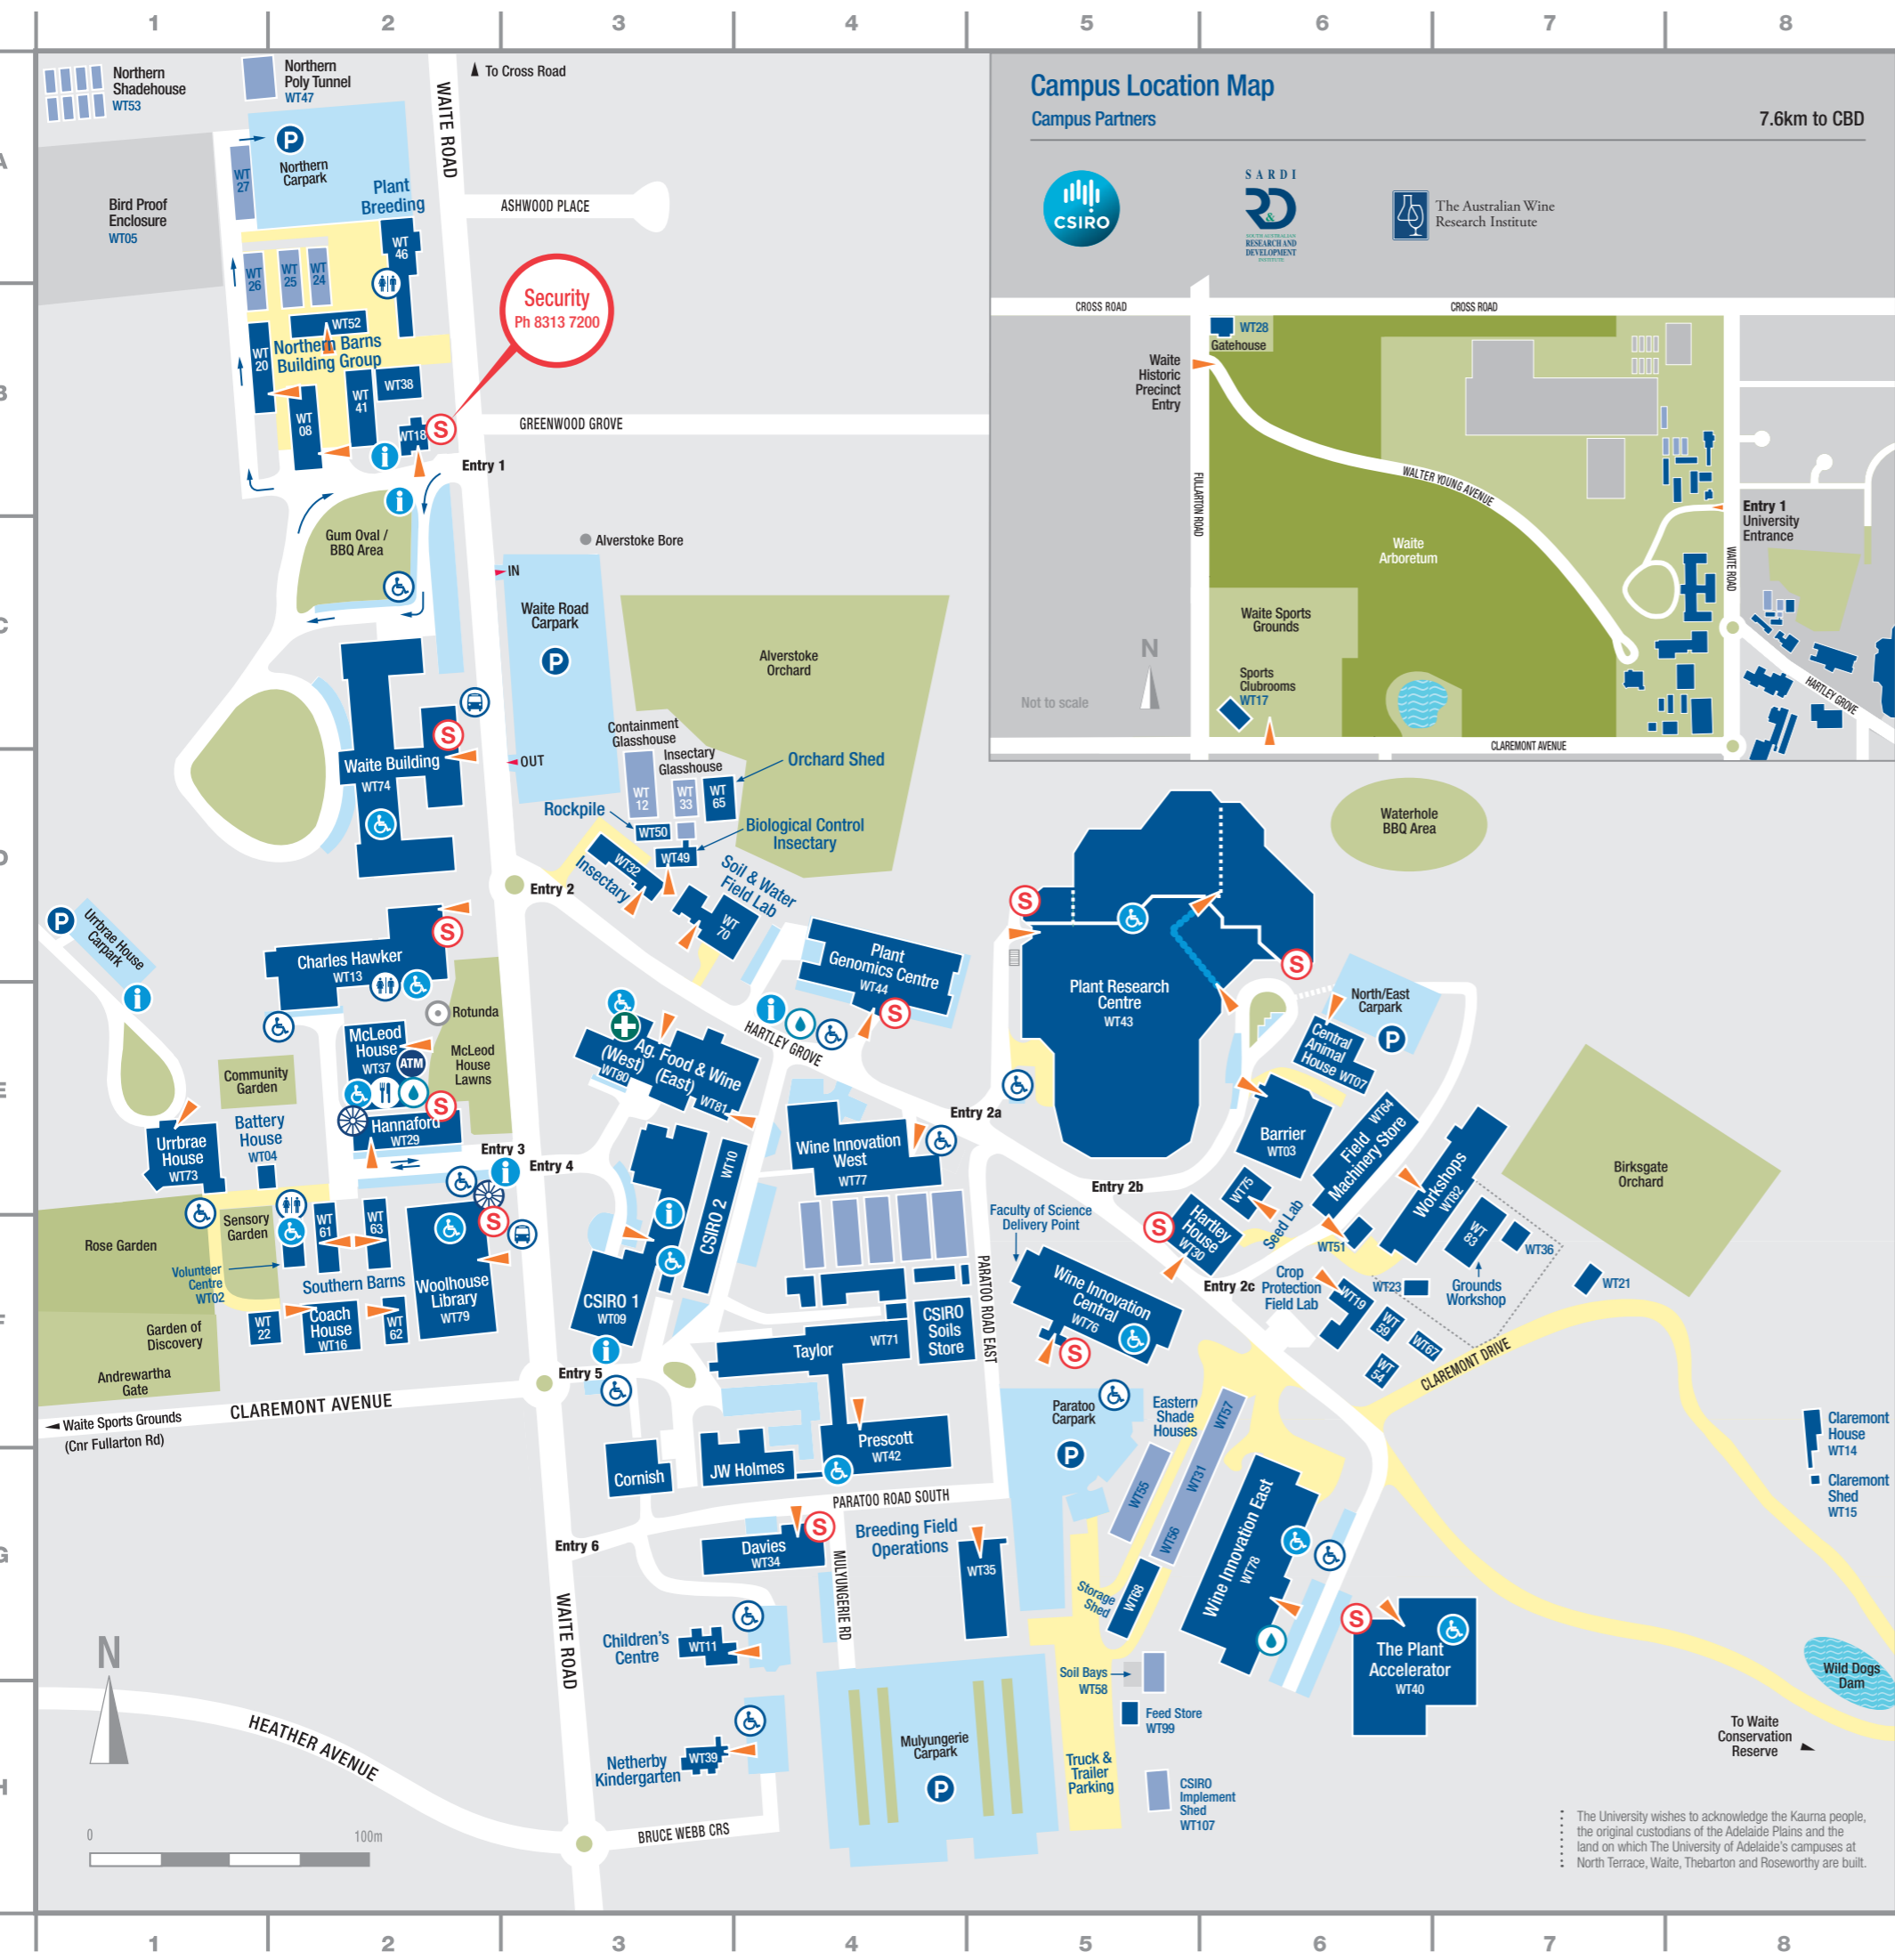 1 2 3 4 5 6 7 8
A
B
C
D
E
F
G
H
Northern
Shadehouse
WT53
Northern
Poly Tunnel
WT47
To Cross Road
WAITE ROAD
P
Northern
Carpark
WT
27
Plant
Breeding
Bird Proof
Enclosure
WT05
ASHWOOD PLACE
WT
46
WT
26
WT
25
WT
24
Security
Ph 8313 7200
WT52
Northern Barns
Building Group
WT
20
WT
41
WT38
WT
08
WT18
S
GREENWOOD GROVE
Entry 1
Gum Oval /
BBQ Area
Alverstoke Bore
IN
Waite Road
Carpark
P
Alverstoke
Orchard
OUT
Containment
Glasshouse
Insectary
Glasshouse
Orchard Shed
WT
12
WT
33
WT
65
Waite Building
WT74
S
Rockpile
WT50
Biological Control
Insectary
WT49
WT32
Insectary
Soil & Water
Field Lab
WT
70
Entry 2
Campus Location Map
Campus Partners
7.6km to CBD
CSIRO
SARDI
R&D
SOUTH AUSTRALIAN
RESEARCH AND
DEVELOPMENT
INSTITUTE
The Australian Wine
Research Institute
CROSS ROAD
CROSS ROAD
WT28
Gatehouse
Waite
Historic
Precinct
Entry
FULLARTON ROAD
WALTER YOUNG AVENUE
Waite
Arboretum
Entry 1
University
Entrance
WAITE ROAD
Waite Sports
Grounds
N
Sports
Clubrooms
WT17
Not to scale
HARTLEY GROVE
CLAREMONT AVENUE
Waterhole
BBQ Area
P
Urrbae House
Carpark
Charles Hawker
WT13
S
Plant
Genomics Centre
WT44
S
HARTLEY GROVE
Plant Research
Centre
WT43
S
S
North/East
Carpark
P
Central
Animal
House WT07
Rotunda
McLeod
House
WT37
ATM
McLeod
House
Lawns
Community
Garden
Battery
House
WT04
Hannaford
WT29
S
Ag. Food & Wine
(West)
(East)
WT80
WT81
Urrbae
House
WT73
Entry 3
Entry 4
Wine Innovation
West
WT77
Entry 2a
Entry 2b
Barrier
WT03
Field
Machinery Store
WT64
Workshops
WT82
Birksgate
Orchard
WT75
Seed Lab
Hartley
House
WT30
S
WT51
WT
83
WT36
WT21
WT23
Grounds
Workshop
Entry 2c
Crop
Protection
Field Lab
WT19
WT
59
WT67
WT
54
CLAREMONT DRIVE
Rose Garden
Sensory
Garden
WT
61
WT
63
Volunteer
Centre
WT02
Southern Barns
Woolhouse
Library
WT79
S
WT
22
Coach
House
WT16
WT
62
Garden of
Discovery
Andrewartha
Gate
CSIRO 1
WT09
CSIRO 2
WT10
Faculty of Science
Delivery Point
PARATOO ROAD EAST
Wine Innovation
Central
WT76
S
CSIRO
Soils
Store
Taylor
WT71
Entry 5
Waite Sports Grounds
(Cnr Fullarton Rd)
CLAREMONT AVENUE
Cornish
JW Holmes
Prescott
WT42
Paratoo
Carpark
P
Eastern
Shade
Houses
WT57
WT31
WT55
WT56
Wine Innovation East
WT78
PARATOO ROAD SOUTH
Entry 6
Davies
WT34
S
MULYUNGERIE RD
Breeding Field
Operations
WT35
Storage
Shed
WT68
Claremont
House
WT14
Claremont
Shed
WT15
WAITE ROAD
Children's
Centre
WT11
Soil Bays
WT58
Feed Store
WT99
S
The Plant
Accelerator
WT40
Wild Dogs
Dam
To Waite
Conservation
Reserve
N
HEATHER AVENUE
Netherby
Kindergarten
WT39
Mulyungerie
Carpark
P
Truck &
Trailer
Parking
CSIRO
Implement
Shed
WT107
BRUCE WEBB CRS
0 100m
The University wishes to acknowledge the Kaurna people,
the original custodians of the Adelaide Plains and the
land on which The University of Adelaide's campuses at
North Terrace, Waite, Thebarton and Roseworthy are built.
1 2 3 4 5 6 7 8